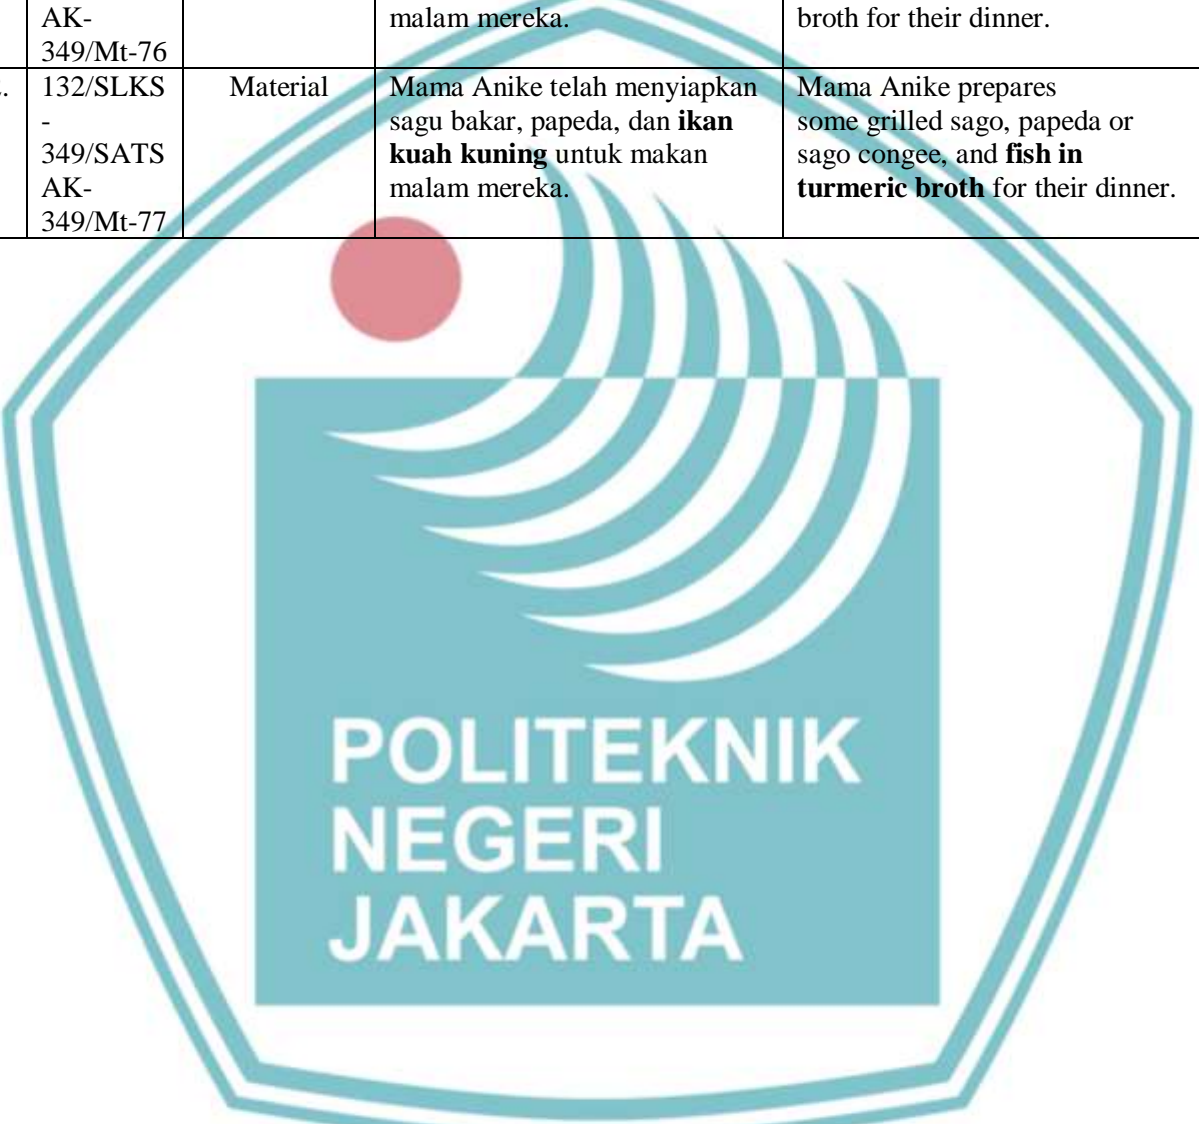 AK- malam mereka. broth for their dinner.
349/Mt-76
132/SLKS Material Mama Anike telah menyiapkan Mama Anike prepares
- sagu bakar, papeda, dan ikan some grilled sago, papeda or
349/SATS kuah kuning untuk makan sago congee, and fish in
AK- malam mereka. turmeric broth for their dinner.
349/Mt-77
POLITEKNIK
NEGERI
JAKARTA